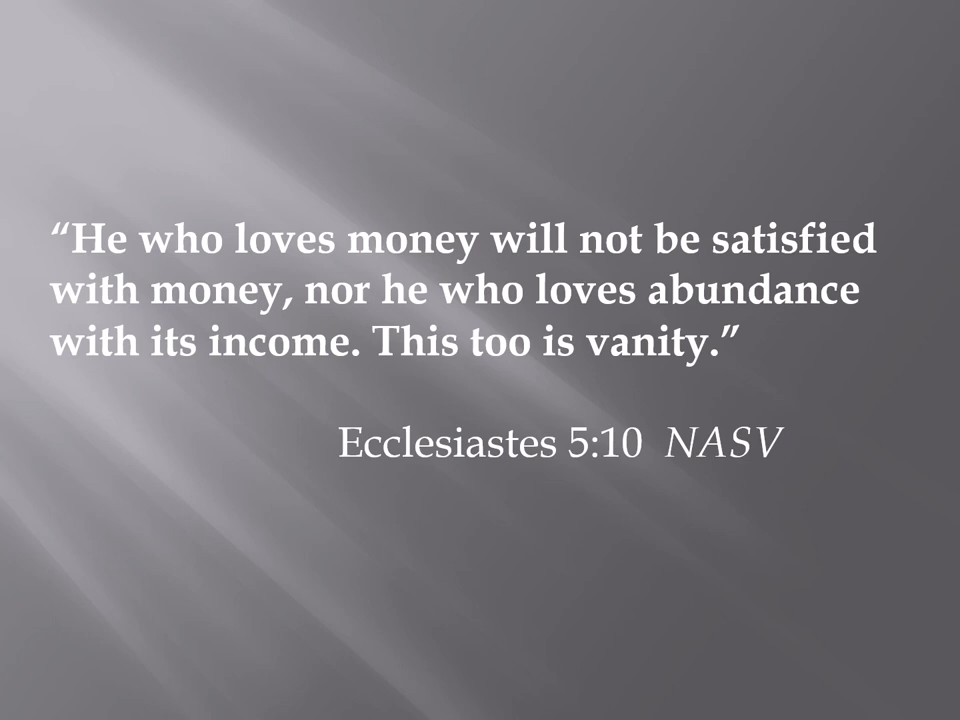 “He who loves money will not be satisfied
with money, nor he who loves abundance
with its income. This too is vanity.”
Ecclesiastes 5:10 NASV